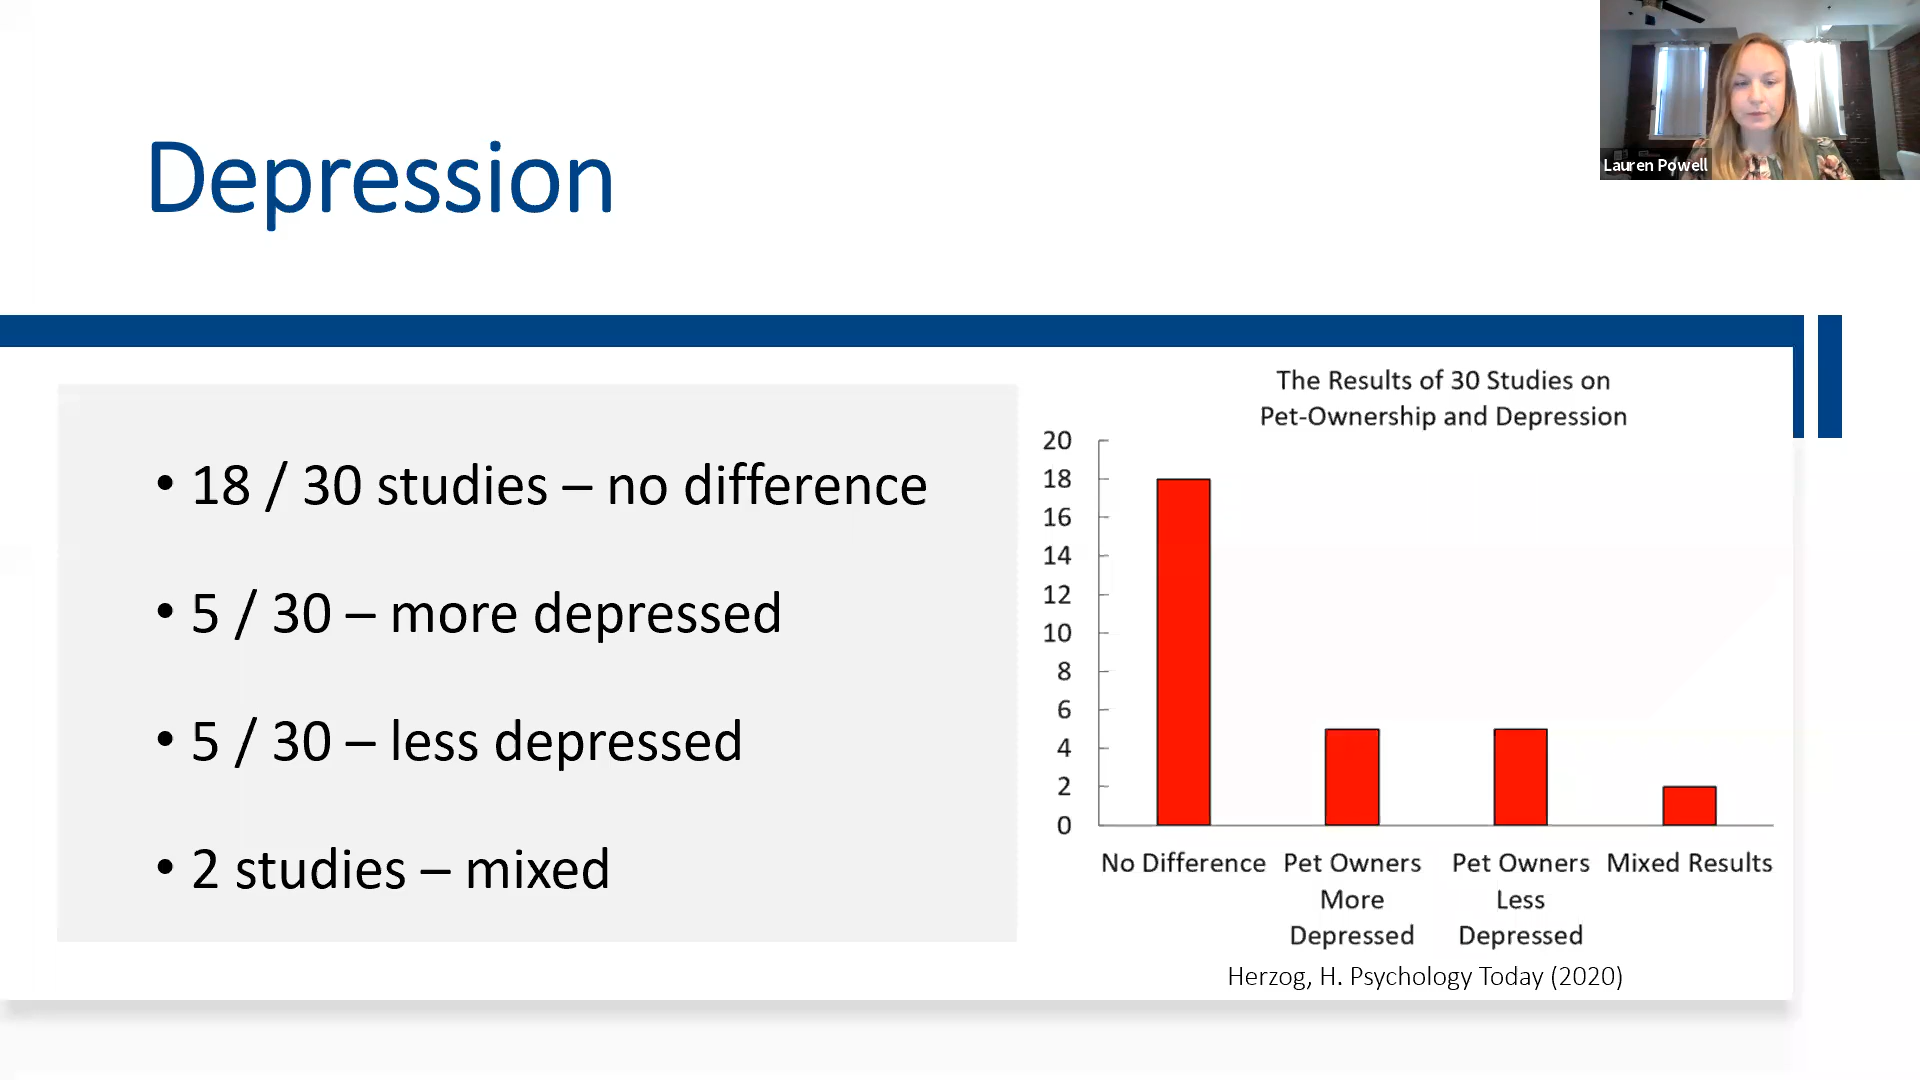 Lauren Powell
Depression
• 18 / 30 studies – no difference
• 5 / 30 – more depressed
• 5 / 30 – less depressed
• 2 studies – mixed
The Results of 30 Studies on
Pet-Ownership and Depression
20
18
16
14
12
10
8
6
4
2
0
No Difference
Pet Owners
More
Depressed
Pet Owners
Less
Depressed
Mixed Results
Herzog, H. Psychology Today (2020)